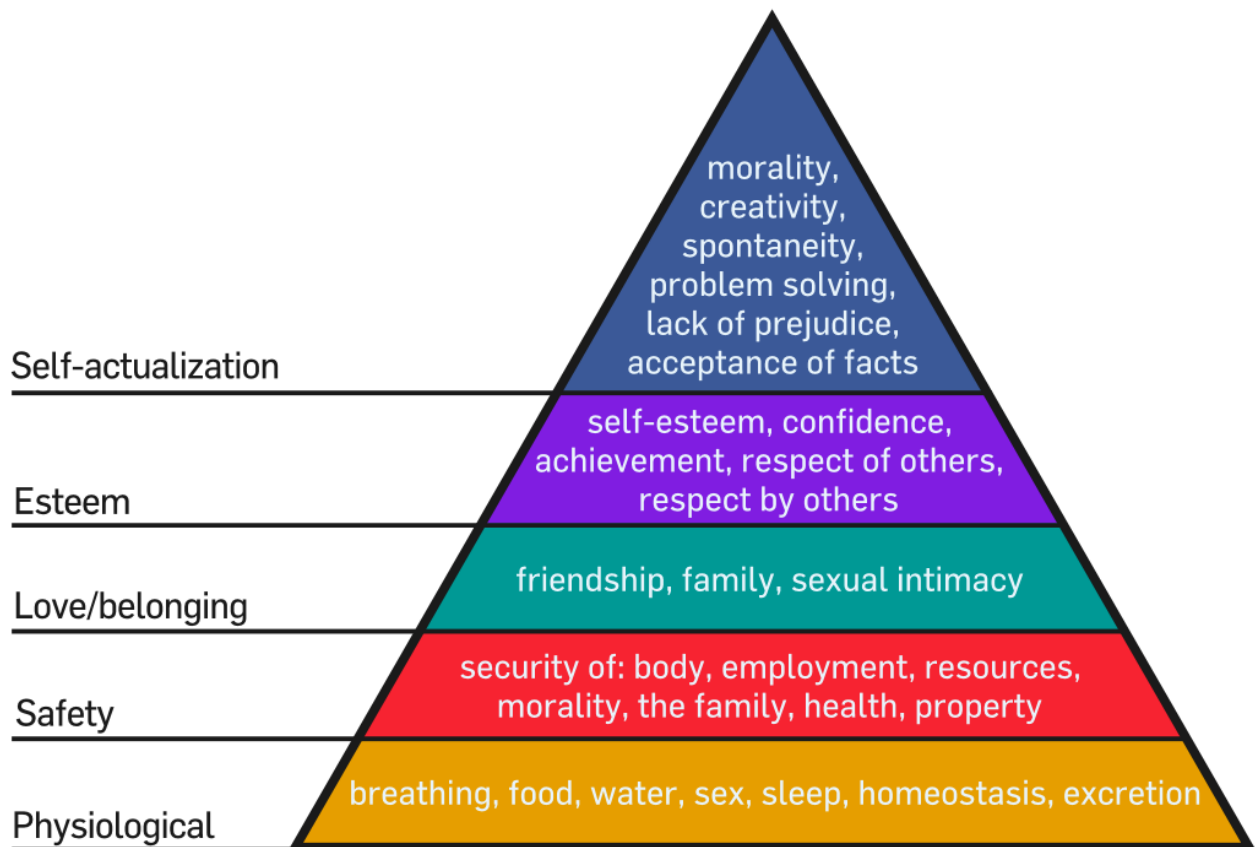 morality,
creativity,
spontaneity,
problem solving,
lack of prejudice,
acceptance of facts
Self-actualization
self-esteem, confidence,
achievement, respect of others,
respect by others
Esteem
friendship, family, sexual intimacy
Love/belonging
security of: body, employment, resources,
morality, the family, health, property
Safety
breathing, food, water, sex, sleep, homeostasis, excretion
Physiological